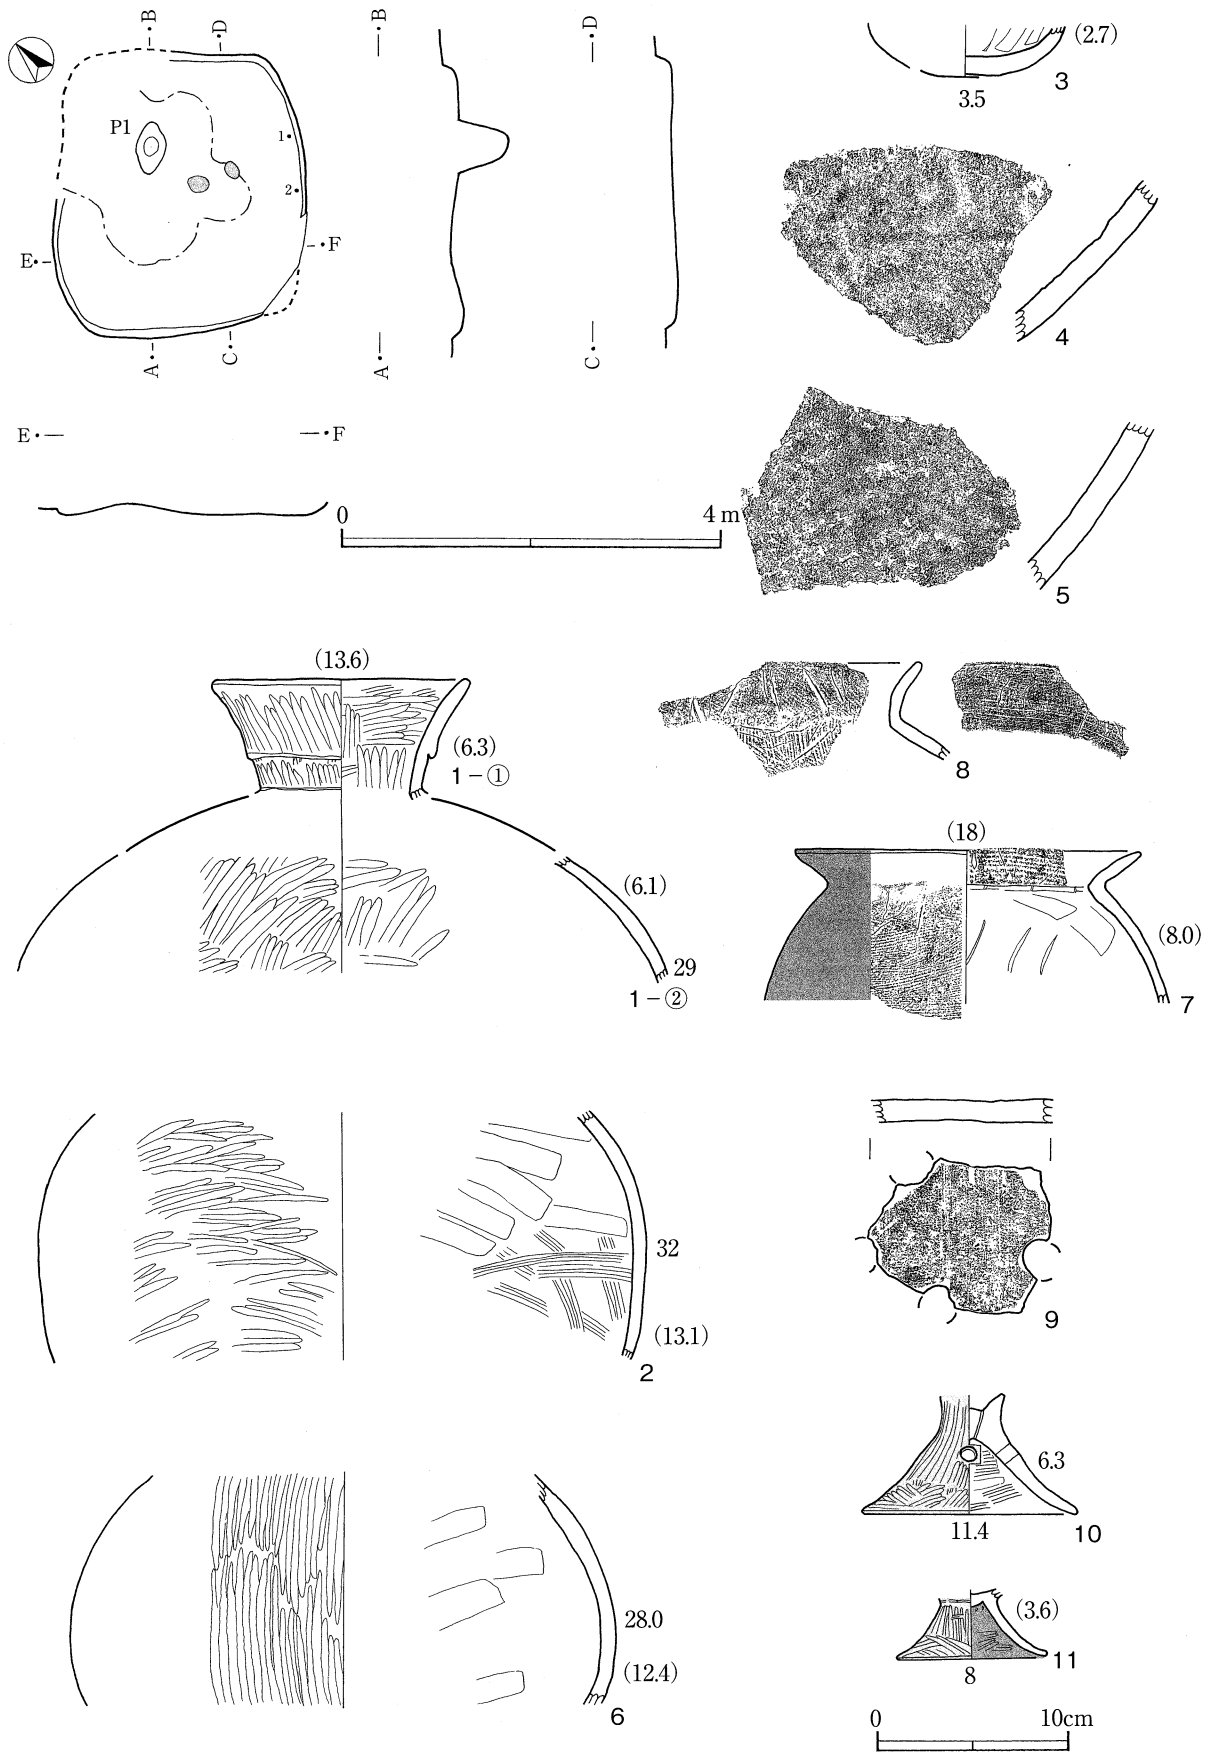 B
D
P1
1
2
E
F
A
C
B
A
D
C
E
F
0
4 m
(2.7)
3.5
3
4
5
(13.6)
(6.3)
1-①
(6.1)
29
1-②
8
(18)
(8.0)
7
32
(13.1)
2
9
6.3
11.4
10
28.0
(12.4)
6
(3.6)
8
11
0
10cm